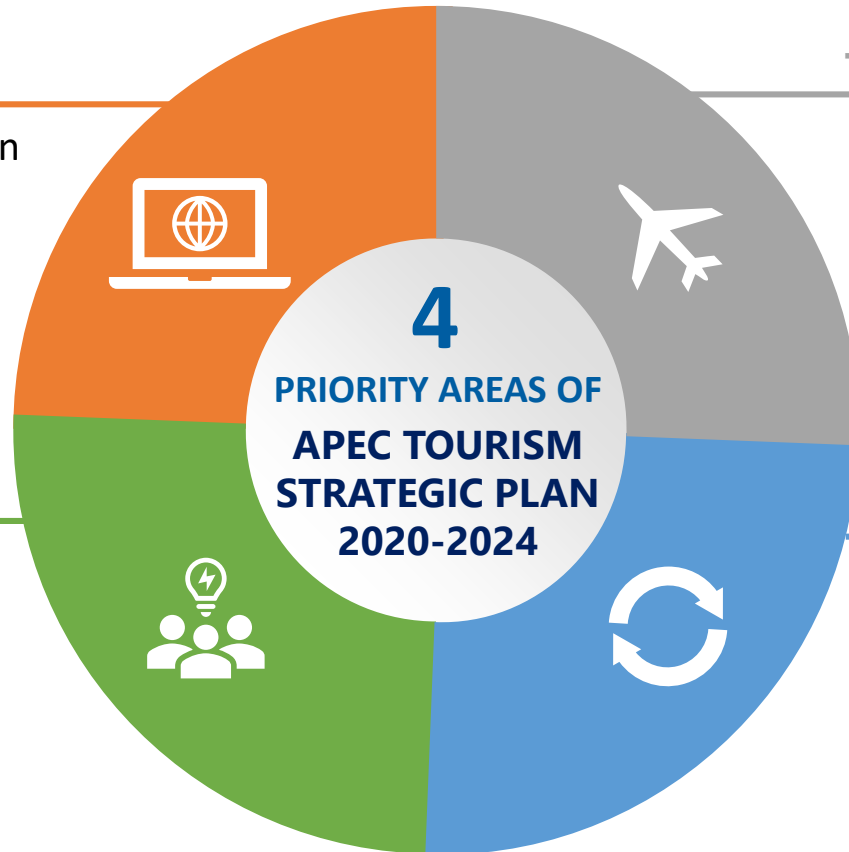 n
4
PRIORITY AREAS OF
APEC TOURISM
STRATEGIC PLAN
2020-2024